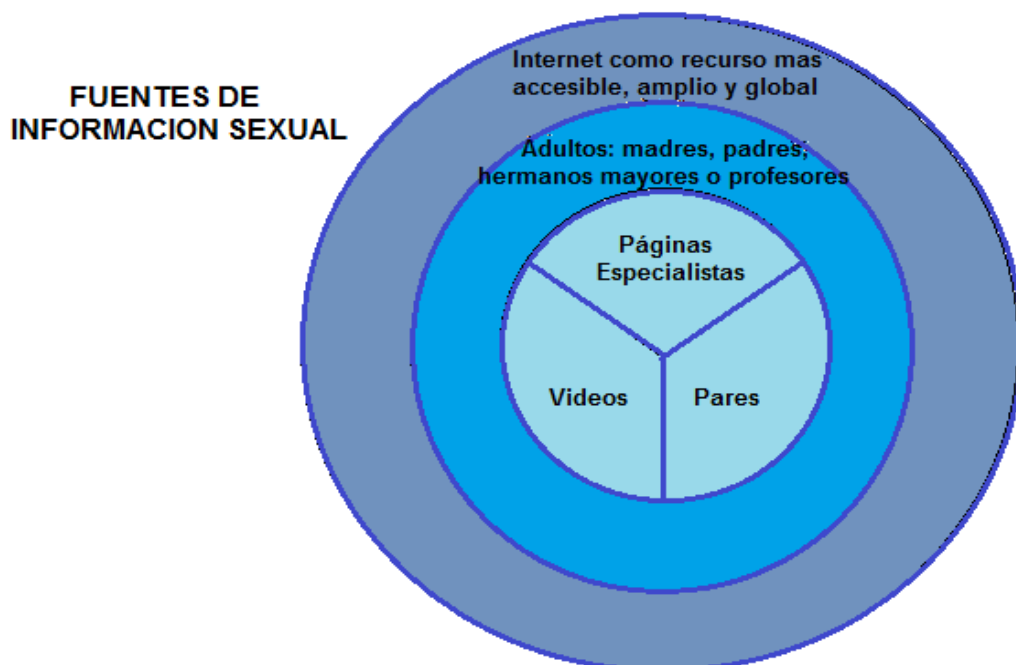 FUENTES DE
INFORMACION SEXUAL
Internet como recurso mas
accesible, amplio y global
Adultos: madres, padres,
hermanos mayores o profesores
Páginas
Especialistas
Videos
Pares